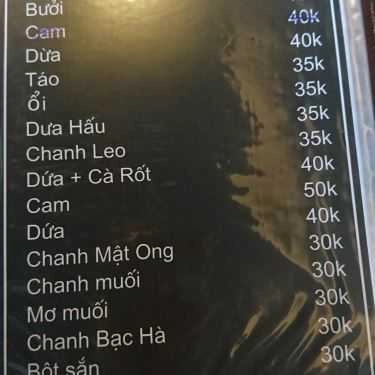 Bưởi
Cam 40k
Dừa 40k
Táo 35k
ổi 35k
Dưa Hấu 35k
Chanh Leo 35k
Dứa + Cà Rốt 40k
Cam 50k
Dứa 40k
Chanh Mật Ong 30k
Chanh muối 30k
Mơ muối 30k
Chanh Bạc Hà 30k
Bột sắn 30k